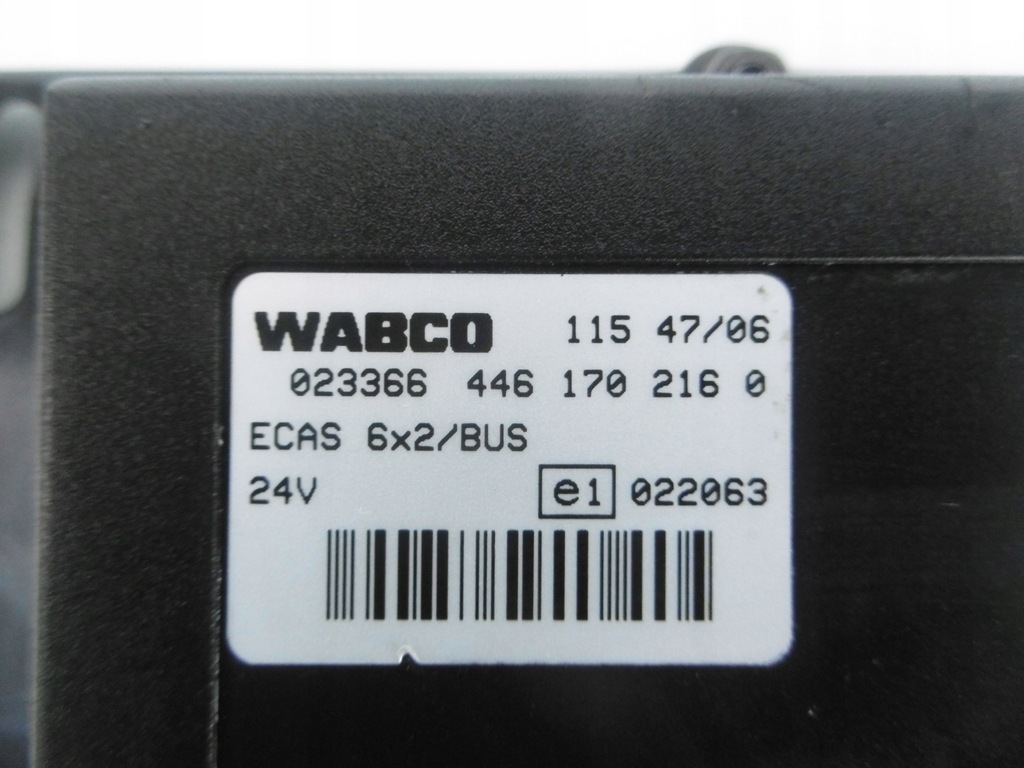 WABCO 115 47/06
023366 446 170 216 0
ECAS 6x2/BUS
24V e1 022063